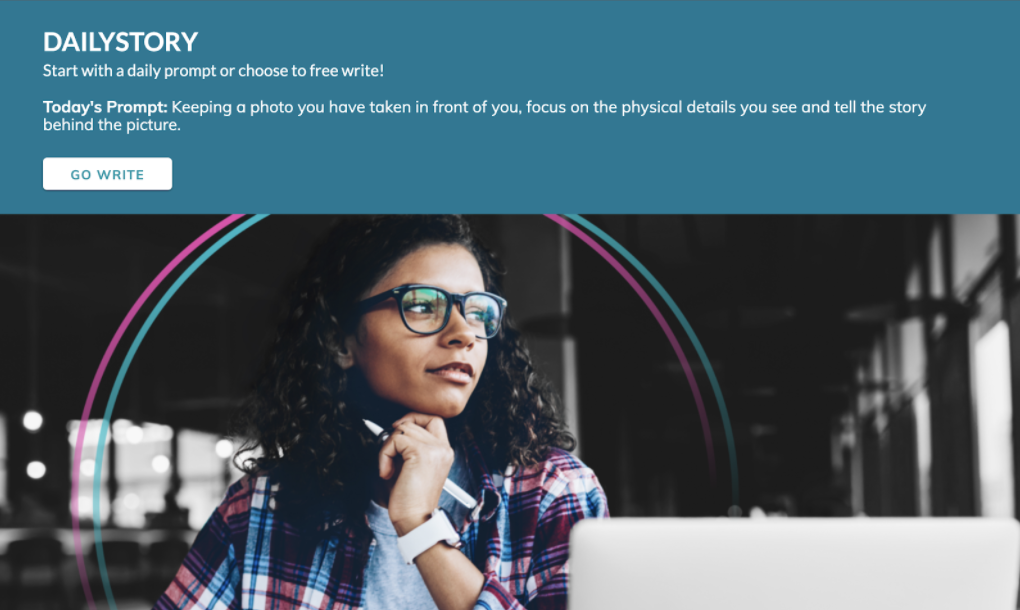 DAILYSTORY
Start with a daily prompt or choose to free write!
Today's Prompt: Keeping a photo you have taken in front of you, focus on the physical details you see and tell the story
behind the picture.
GO WRITE